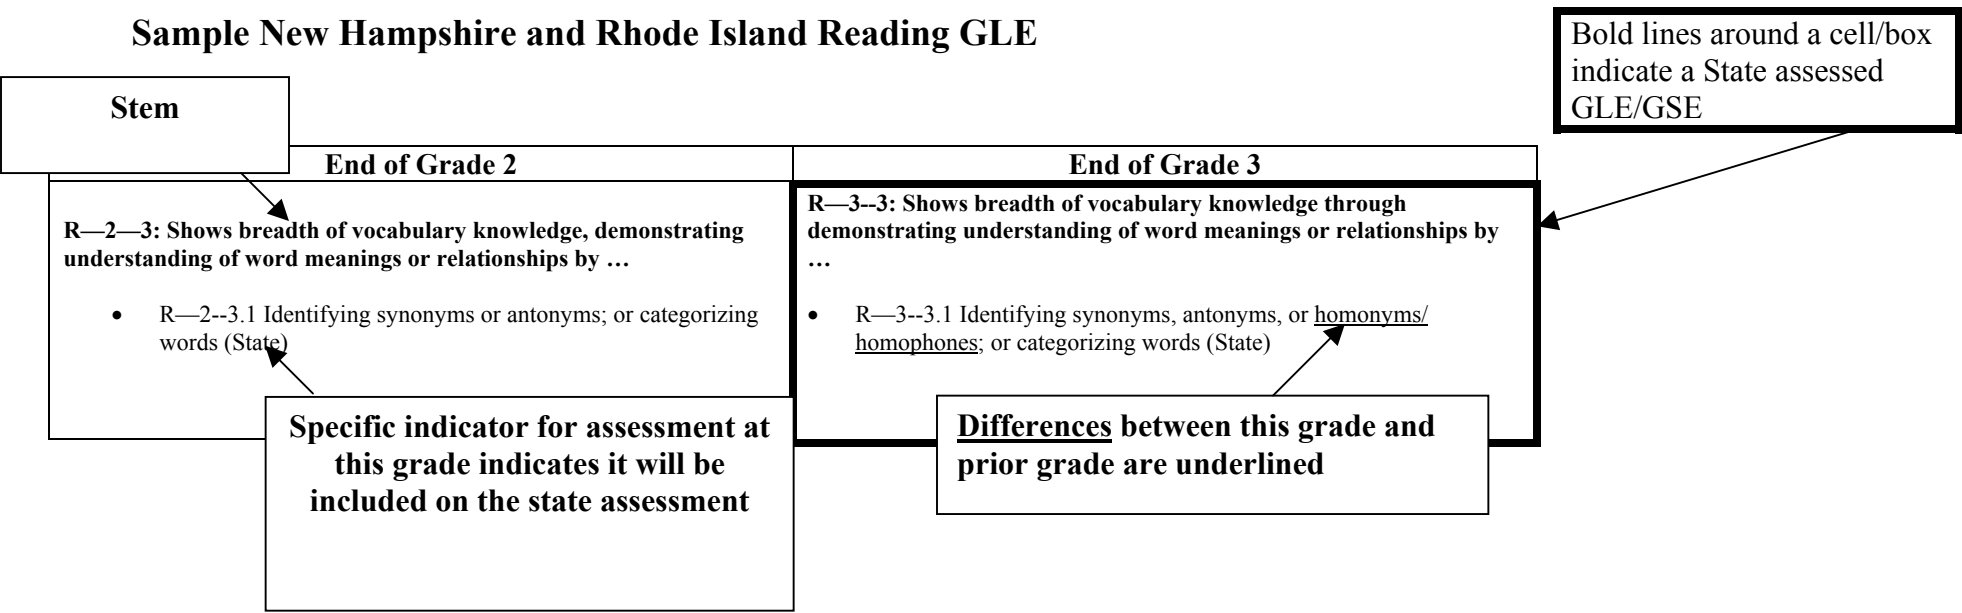 Sample New Hampshire and Rhode Island Reading GLE
Bold lines around a cell/box
indicate a State assessed
GLE/GSE
Stem
End of Grade 2
End of Grade 3
R—2—3: Shows breadth of vocabulary knowledge, demonstrating
understanding of word meanings or relationships by …
• R—2--3.1 Identifying synonyms or antonyms; or categorizing
words (State)
R—3--3: Shows breadth of vocabulary knowledge through
demonstrating understanding of word meanings or relationships by
…
• R—3--3.1 Identifying synonyms, antonyms, or homonyms/
homophones; or categorizing words (State)
Specific indicator for assessment at
this grade indicates it will be
included on the state assessment
Differences between this grade and
prior grade are underlined